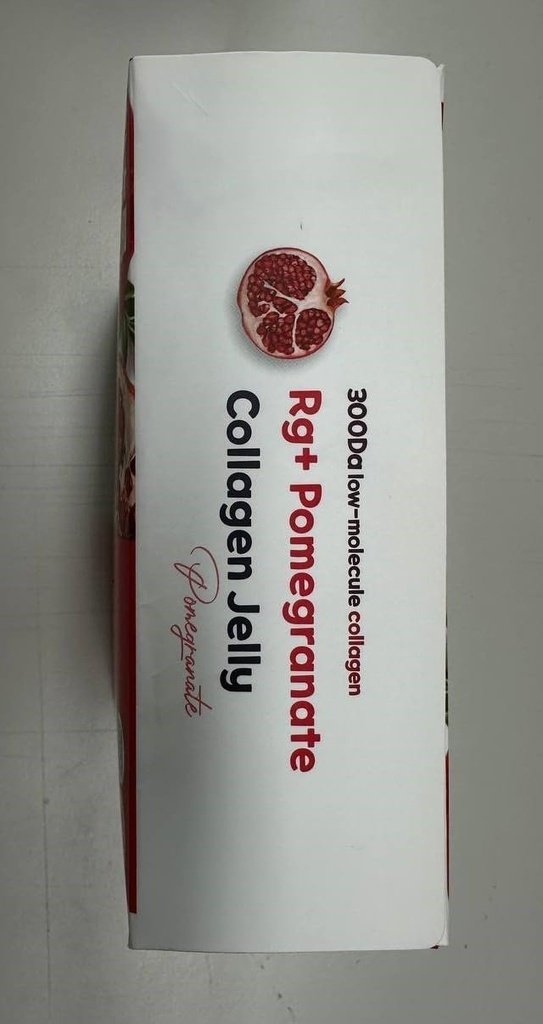 300Da low-molecule collagen
Rg+ Pomegranate
Collagen Jelly
Pomegranate